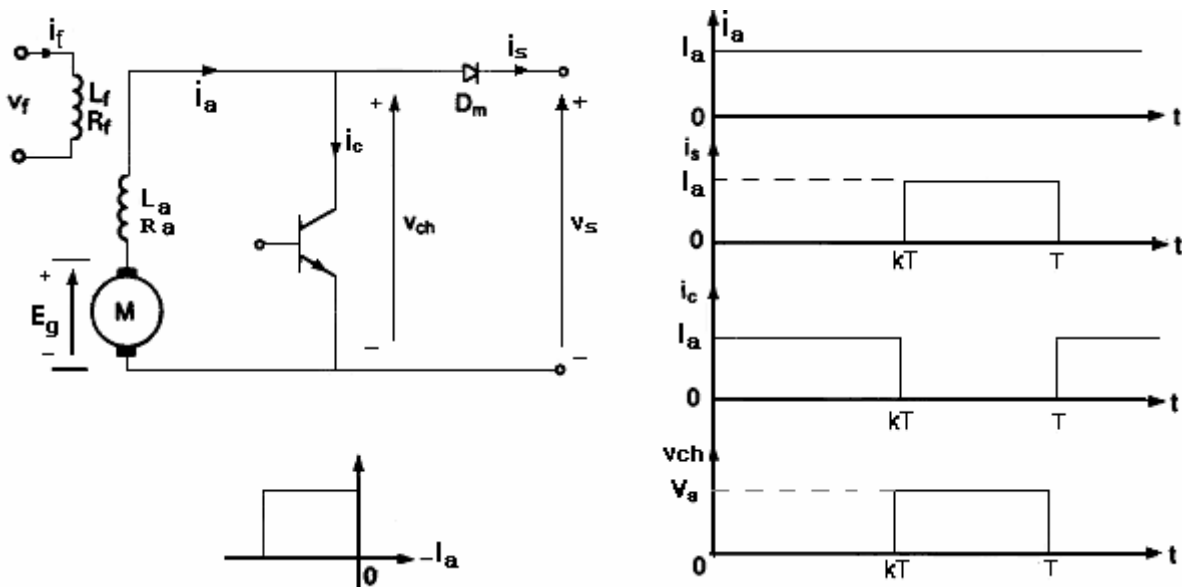 i_f
v_f
L_f
R_f
i_a
i_c
D_m
i_s
+
+
v_ch
v_s
−
−
L_a
R_a
+
E_g
−
M
−I_a
0
i_a
I_a
0
t
i_s
I_a
0
kT
T
t
i_c
I_a
0
kT
T
t
vch
V_s
0
kT
T
t